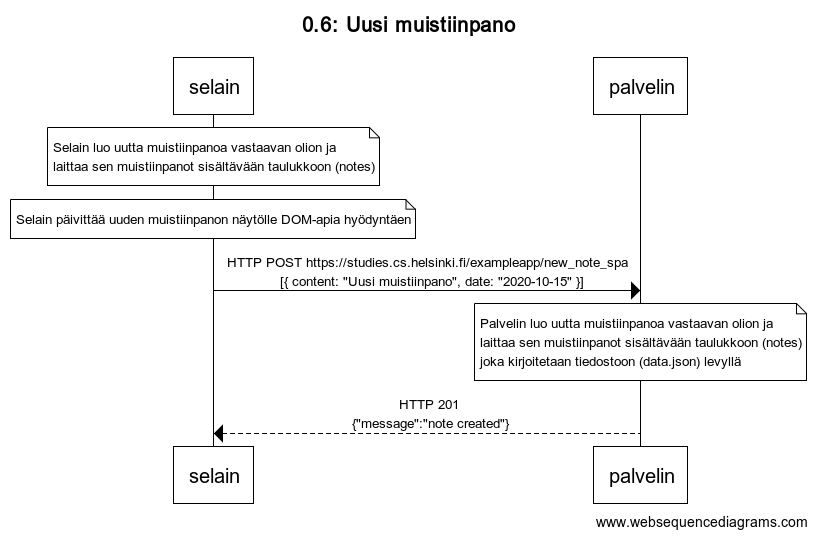 0.6: Uusi muistiinpano
selain
palvelin
Selain luo uutta muistiinpanoa vastaavan olion ja
laittaa sen muistiinpanot sisältävään taulukkoon (notes)
Selain päivittää uuden muistiinpanon näytölle DOM-apia hyödyntäen
HTTP POST https://studies.cs.helsinki.fi/exampleapp/new_note_spa
[{ content: "Uusi muistiinpano", date: "2020-10-15" }]
Palvelin luo uutta muistiinpanoa vastaavan olion ja
laittaa sen muistiinpanot sisältävään taulukkoon (notes)
joka kirjoitetaan tiedostoon (data.json) levyllä
HTTP 201
{"message":"note created"}
selain
palvelin
www.websequencediagrams.com